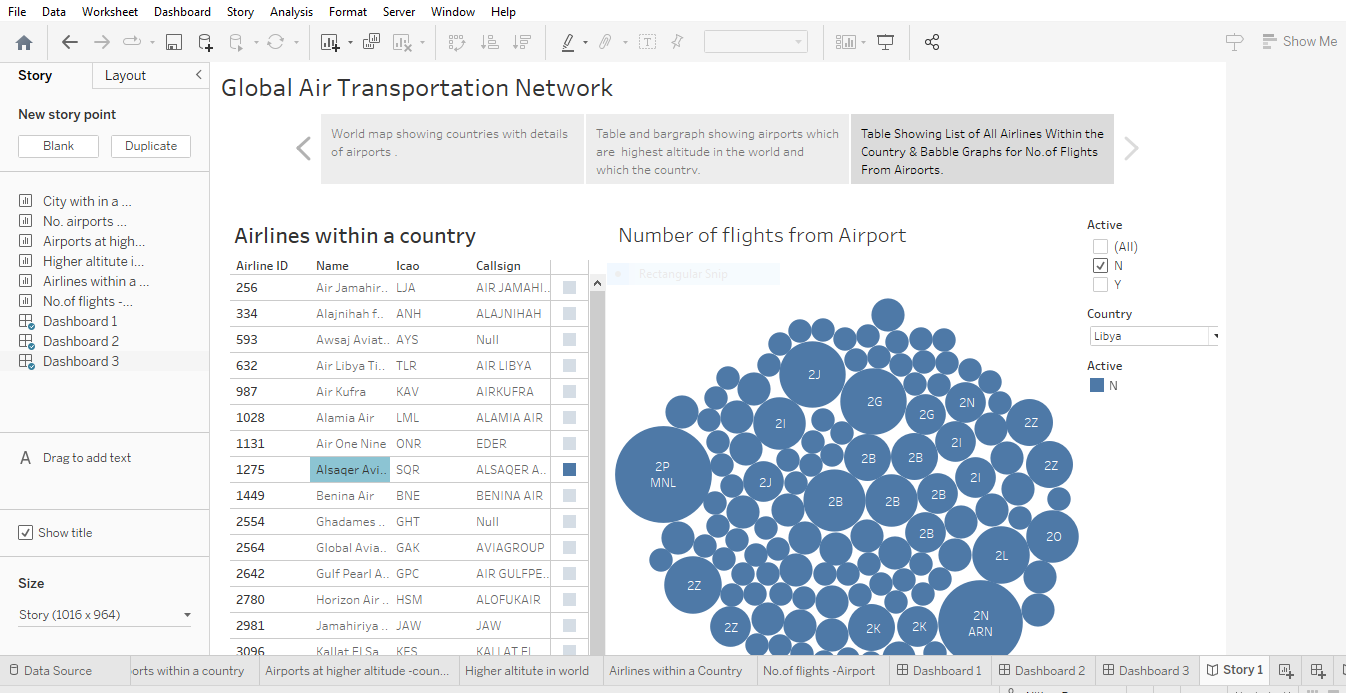 File Data Worksheet Dashboard Story Analysis Format Server Window Help
Show Me
Story Layout
New story point
Blank Duplicate
City with in a ...
No. airports ...
Airports at high...
Higher altitute i...
Airlines within a ...
No.of flights -...
Dashboard 1
Dashboard 2
Dashboard 3
A Drag to add text
Show title
Size
Story (1016 x 964)
Global Air Transportation Network
World map showing countries with details
of airports .
Table and bargraph showing airports which
are highest altitude in the world and
which the country.
Table Showing List of All Airlines Within the
Country & Babble Graphs for No.of Flights
From Airports.
Airlines within a country
Airline ID Name Icao Callsign
256 Air Jamahir.. LJA AIR JAMAHI..
334 Alajnihah f.. ANH ALAJNIHAH
593 Awsaj Aviat.. AYS Null
632 Air Libya Ti.. TLR AIR LIBYA
987 Air Kufra KAV AIRKUFRA
1028 Alamia Air LML ALAMIA AIR
1131 Air One Nine ONR EDER
1275 Alsaqer Avi.. SQR ALSAQER A..
1449 Benina Air BNE BENINA AIR
2554 Ghadames .. GHT Null
2564 Global Avia.. GAK AVIAGROUP
2642 Gulf Pearl A.. GPC AIR GULFPE..
2780 Horizon Air .. HSM ALOFUKAIR
2981 Jamahiriya .. JAW JAW
3096 Kallat El Sa.. KES KALLAT EL..
Number of flights from Airport
Rectangular Snip
2J
2G
2N
2G
2Z
2I
2I
2B
2B
2Z
2P
MNL
2J
2I
2B
2B
2B
2B
2O
2L
2Z
2N
ARN
2Z
2K
2K
Active
(All)
N
Y
Country
Libya
Active
N
Data Source
orts within a country
Airports at higher altitude -coun...
Higher altitute in world
Airlines within a Country
No.of flights -Airport
Dashboard 1
Dashboard 2
Dashboard 3
Story 1